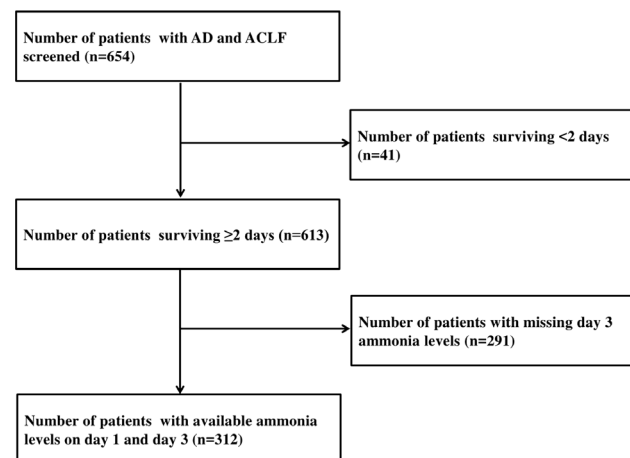 Number of patients with AD and ACLF
screened (n=654)
Number of patients surviving <2 days
(n=41)
Number of patients surviving ≥2 days (n=613)
Number of patients with missing day 3
ammonia levels (n=291)
Number of patients with available ammonia
levels on day 1 and day 3 (n=312)